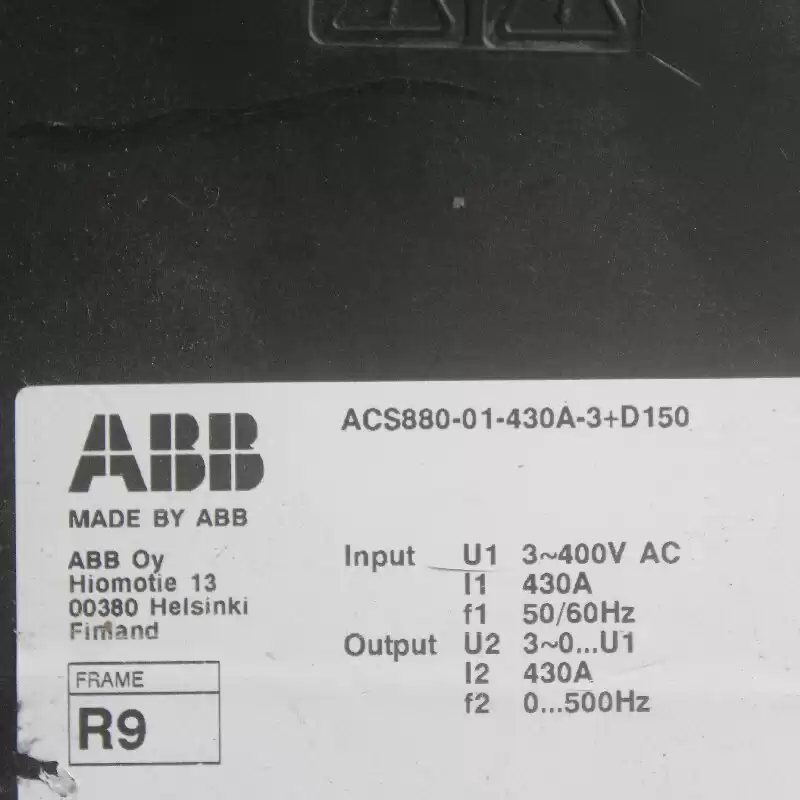 ABB
MADE BY ABB
ABB Oy
Hiomotie 13
00380 Helsinki
Finland
FRAME
R9
ACS880-01-430A-3+D150
Input U1 3~400V AC
I1 430A
f1 50/60Hz
Output U2 3~0...U1
I2 430A
f2 0...500Hz